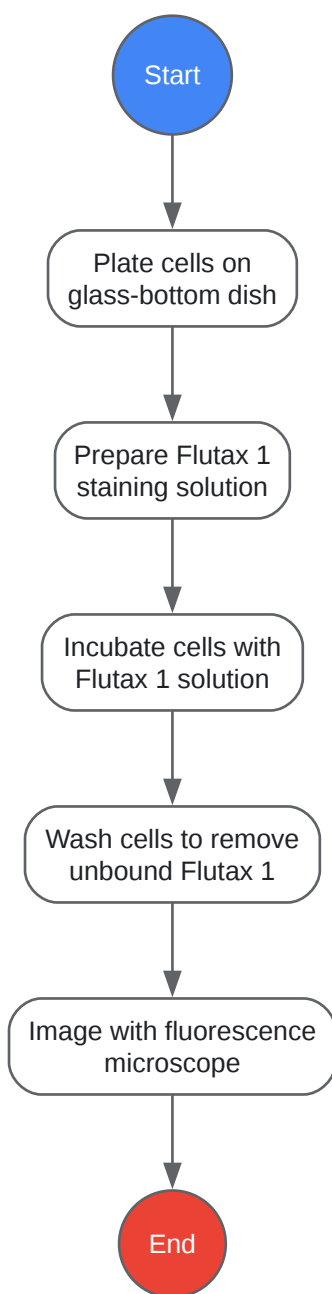 Start
Plate cells on
glass-bottom dish
Prepare Flutax 1
staining solution
Incubate cells with
Flutax 1 solution
Wash cells to remove
unbound Flutax 1
Image with fluorescence
microscope
End